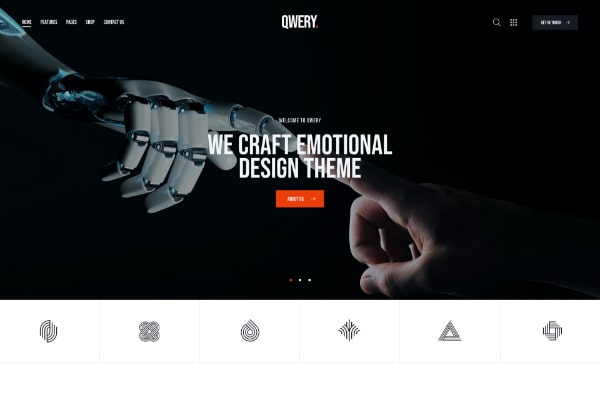 HOME FEATURES PAGES SHOP CONTACT US
QWERY.
GET IN TOUCH
WELCOME TO QWERY
WE CRAFT EMOTIONAL
DESIGN THEME
ABOUT US